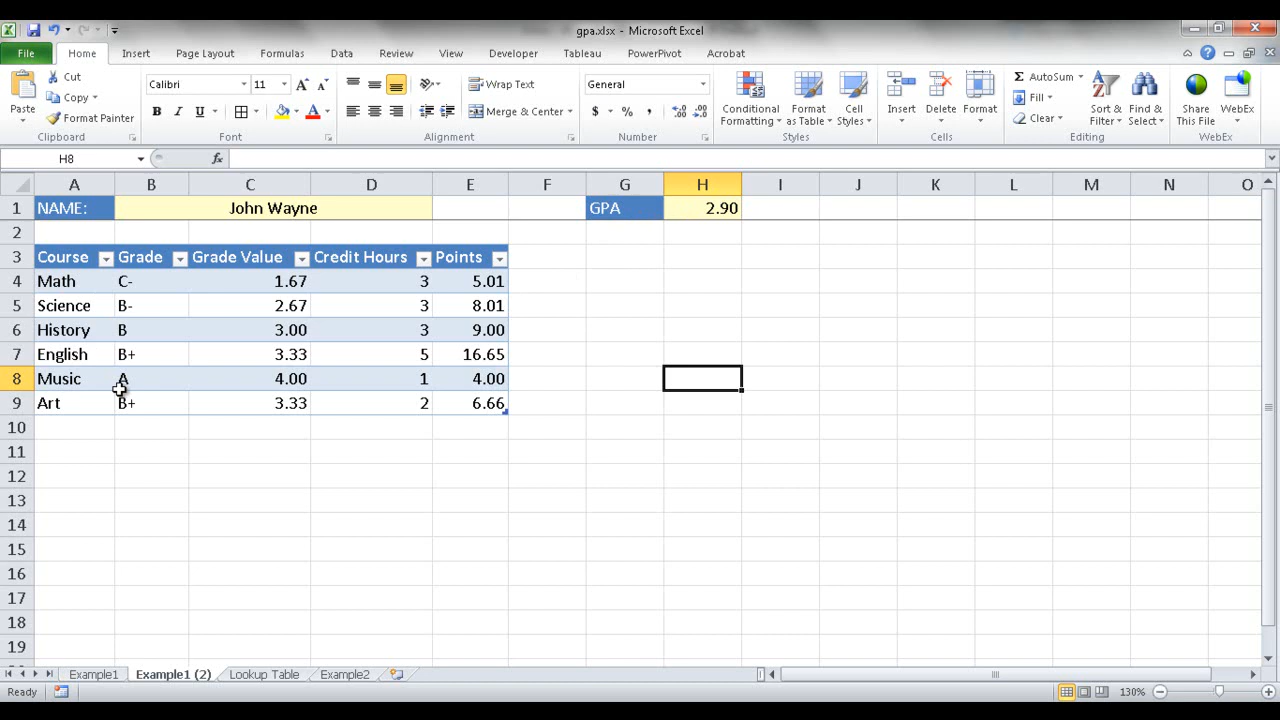 gpa.xlsx - Microsoft Excel
File Home Insert Page Layout Formulas Data Review View Developer Tableau PowerPivot Acrobat
Paste
Cut
Copy
Format Painter
Clipboard
Calibri 11
B I U
Font
Wrap Text
Merge & Center
Alignment
General
$ % ,
Number
Conditional Formatting
Format as Table
Cell Styles
Styles
Insert Delete Format
Cells
Σ AutoSum
Fill
Clear
Sort & Filter
Find & Select
Editing
Share This File
WebEx
WebEx
H8 fx
A B C D E F G H I J K L M N O
1 NAME: John Wayne GPA 2.90
2
3 Course Grade Grade Value Credit Hours Points
4 Math C- 1.67 3 5.01
5 Science B- 2.67 3 8.01
6 History B 3.00 3 9.00
7 English B+ 3.33 5 16.65
8 Music A 4.00 1 4.00
9 Art B+ 3.33 2 6.66
10
11
12
13
14
15
16
17
18
19
Example1 Example1 (2) Lookup Table Example2
Ready 130%